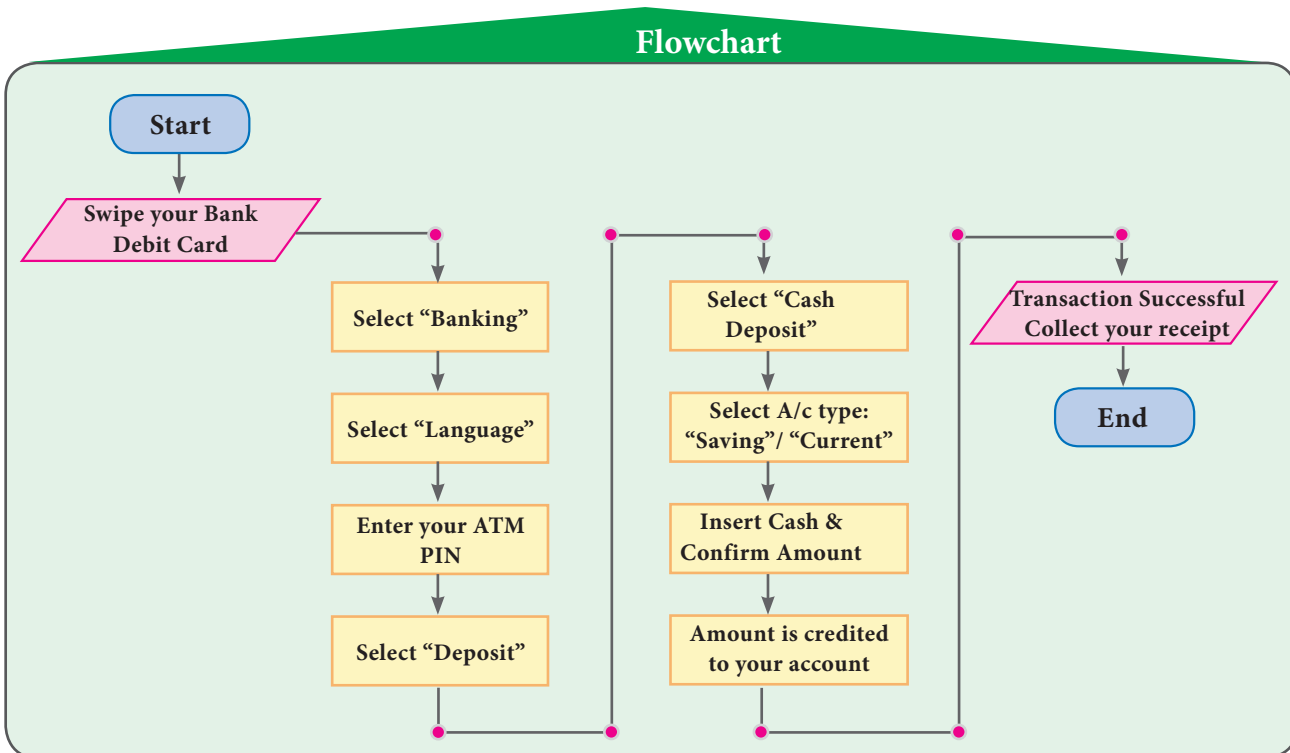 Flowchart
Start
Swipe your Bank
Debit Card
Select “Banking”
Select “Language”
Enter your ATM
PIN
Select “Deposit”
Select “Cash
Deposit”
Select A/c type:
“Saving”/ “Current”
Insert Cash &
Confirm Amount
Amount is credited
to your account
Transaction Successful
Collect your receipt
End